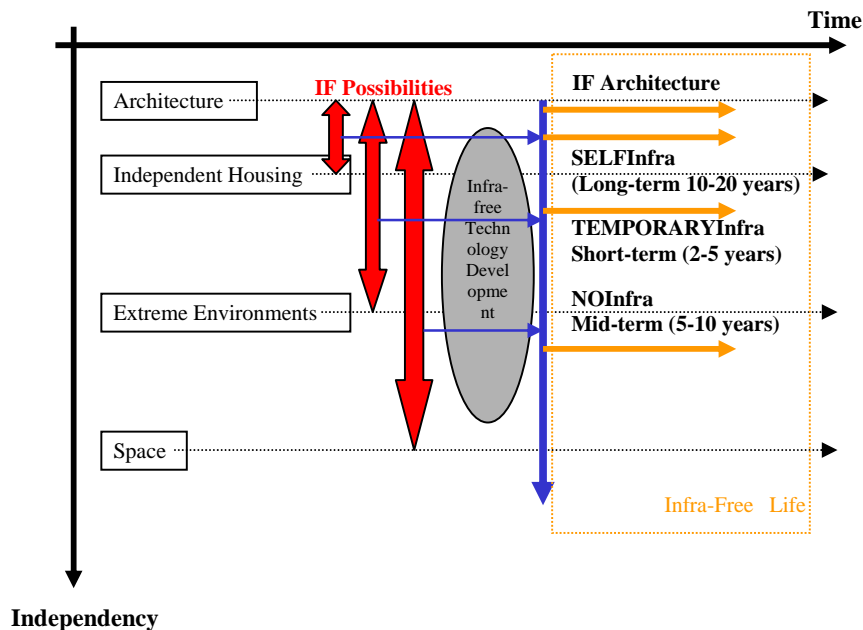 Time
IF Possibilities
IF Architecture
Architecture
SELFInfra
Independent Housing
(Long-term 10-20 years)
Infra-
free
Techn
ology
Devel
opme
nt
TEMPORARYInfra
Short-term (2-5 years)
NOInfra
Extreme Environments
Mid-term (5-10 years)
Space
Infra-Free Life
Independency